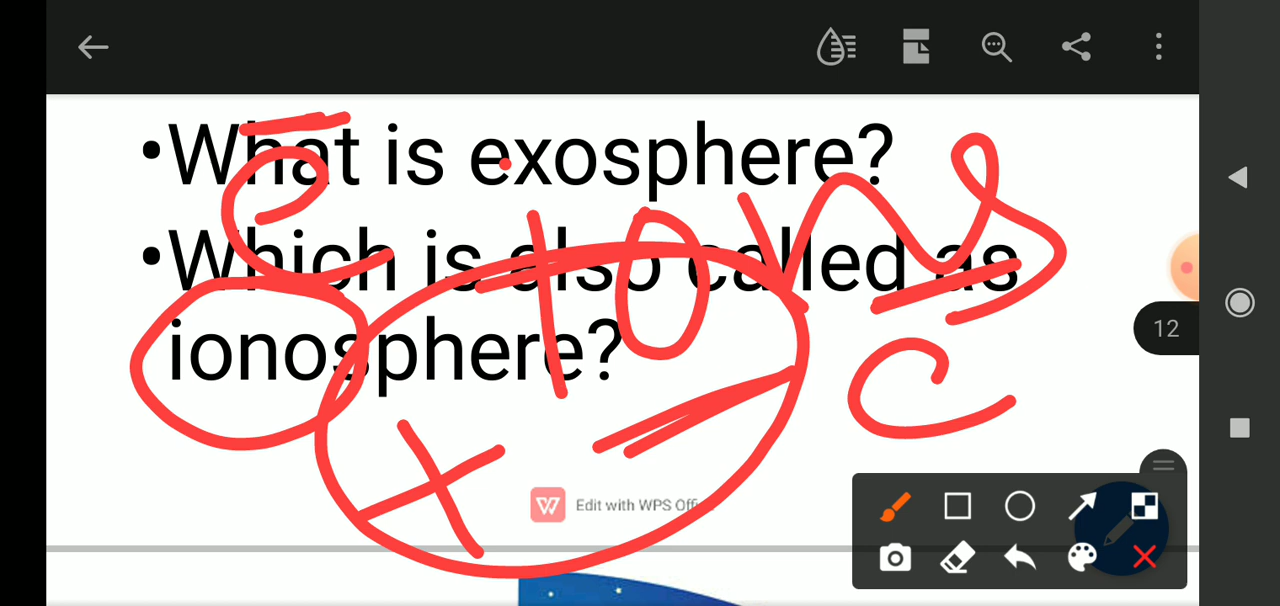 •What is exosphere?
•Which is also called as
ionosphere?
12
Edit with WPS Off